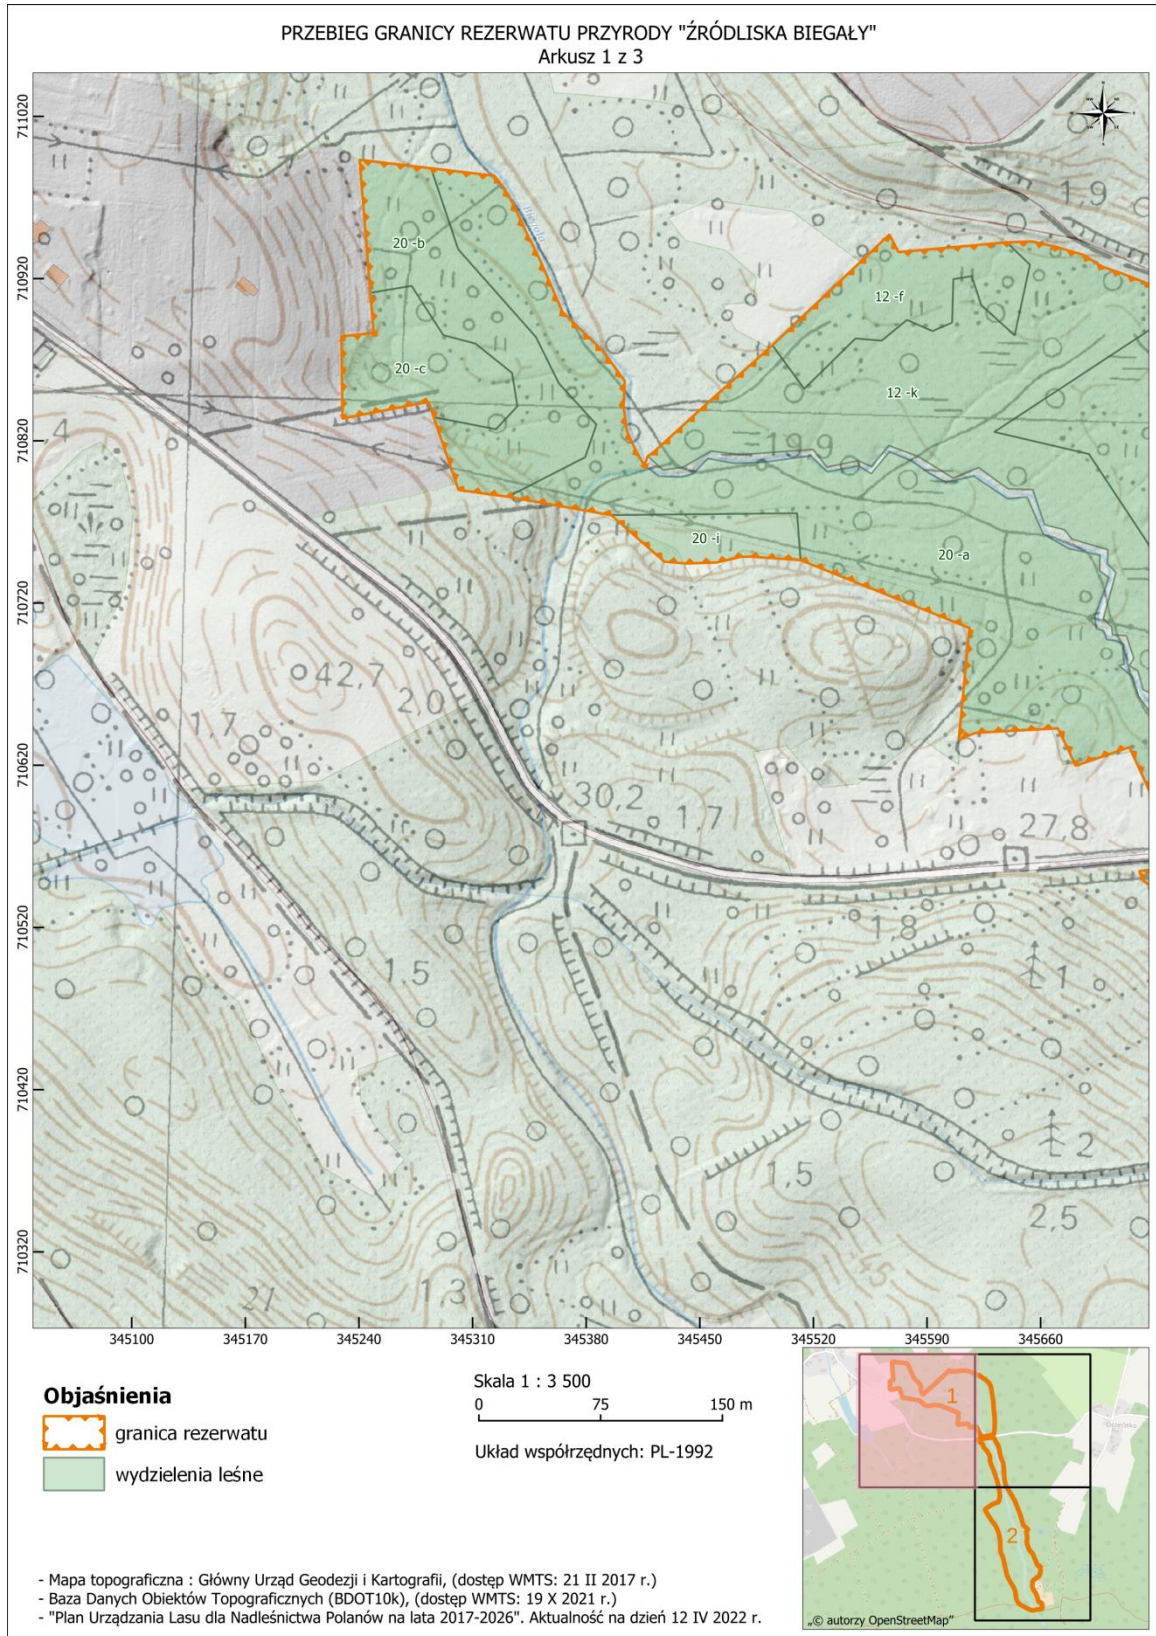 PRZEBIEG GRANICY REZERWATU PRZYRODY "ŹRÓDLISKA BIEGAŁY"
Arkusz 1 z 3
711020
710920
710820
710720
710620
710520
710420
710320
1,9
20 -b
12 -f
20 -c
12 -k
4
19,9
20 -i
20 -a
42,7
2,0
1,7
30,2
1,7
27,8
1,8
1,5
1
2
1,5
2,5
45
21
1,3
345100
345170
345240
345310
345380
345450
345520
345590
345660
Objaśnienia
granica rezerwatu
wydzielenia leśne
Skala 1 : 3 500
0
75
150 m
Układ współrzędnych: PL-1992
1
2
„© autorzy OpenStreetMap”
- Mapa topograficzna : Główny Urząd Geodezji i Kartografii, (dostęp WMTS: 21 II 2017 r.)
- Baza Danych Obiektów Topograficznych (BDOT10k), (dostęp WMTS: 19 X 2021 r.)
- "Plan Urządzania Lasu dla Nadleśnictwa Polanów na lata 2017-2026". Aktualność na dzień 12 IV 2022 r.